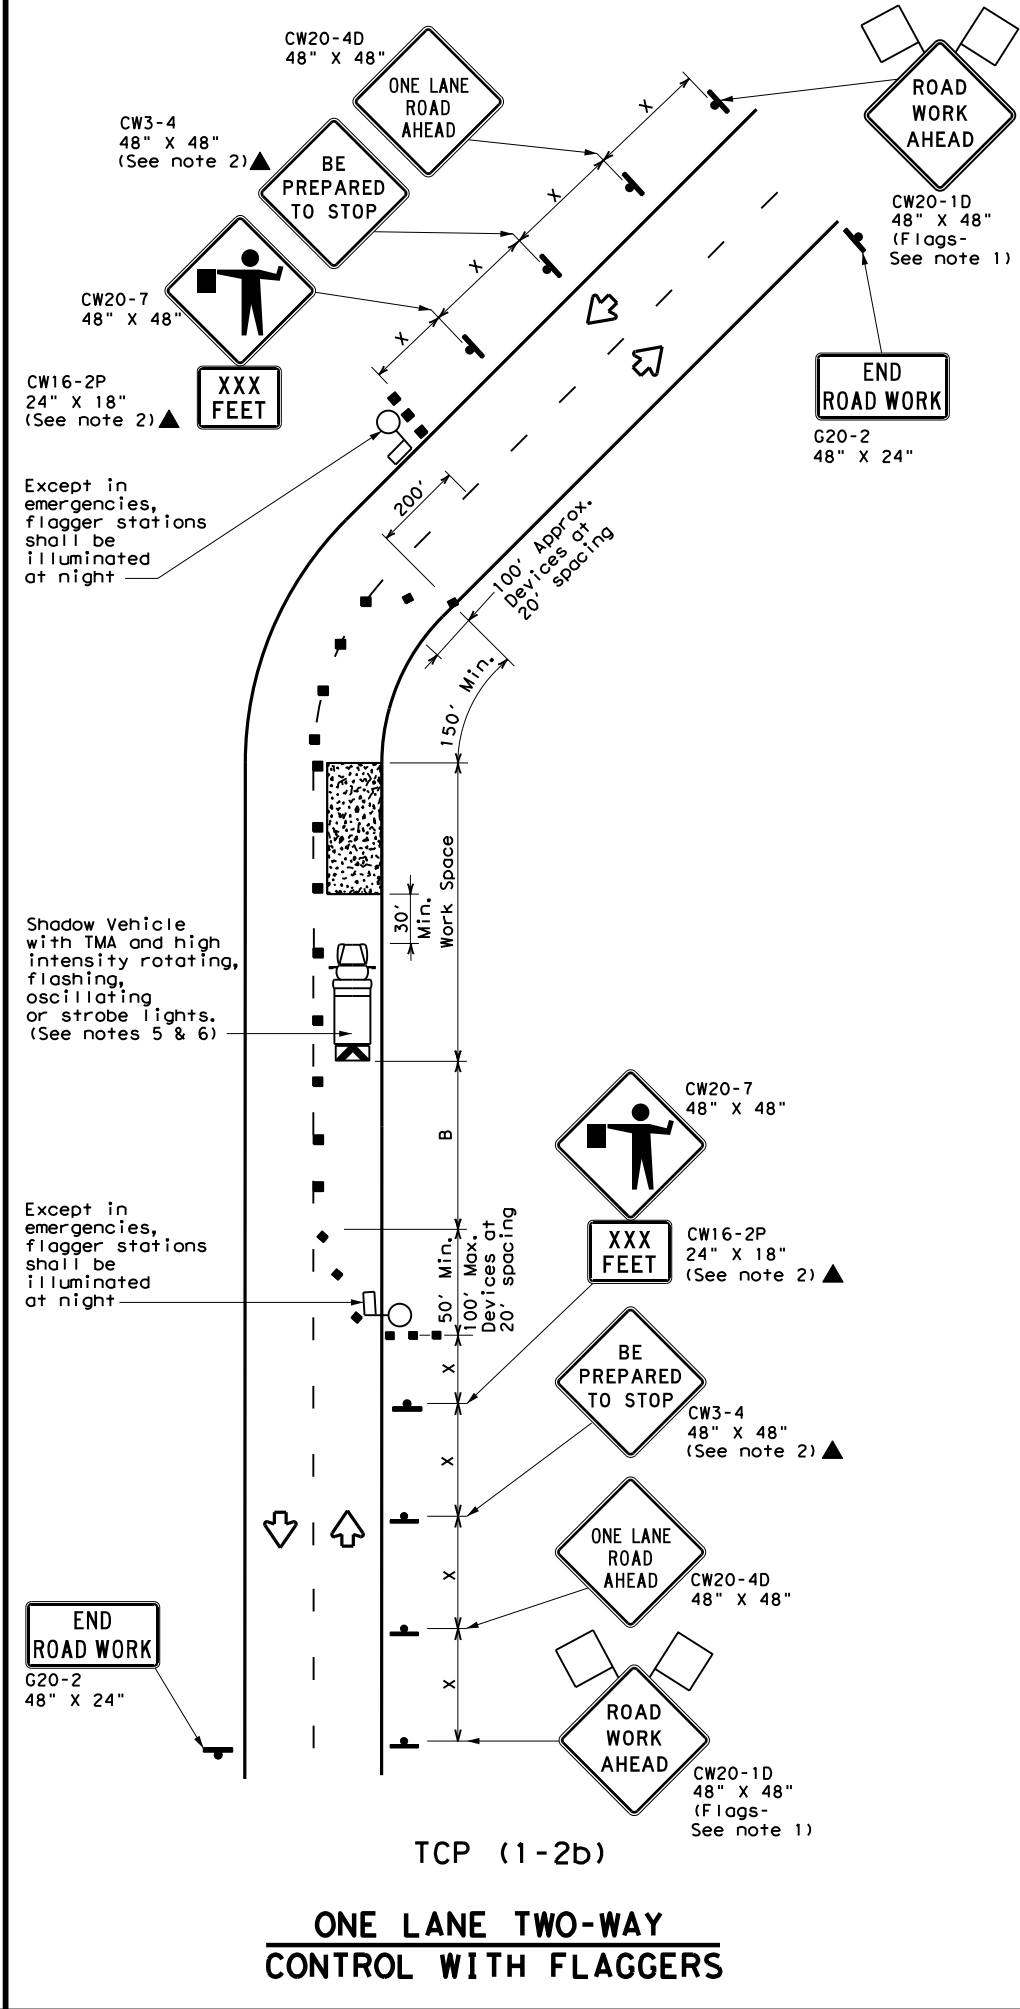 CW20-4D
48" X 48"
ONE LANE
ROAD
AHEAD
ROAD
WORK
AHEAD
CW20-1D
48" X 48"
(Flags-
See note 1)
CW3-4
48" X 48"
(See note 2)
BE
PREPARED
TO STOP
CW20-7
48" X 48"
CW16-2P
24" X 18"
(See note 2)
XXX
FEET
X
X
X
X
END
ROAD WORK
G20-2
48" X 24"
Except in
emergencies,
flagger stations
shall be
illuminated
at night
200'
100' Approx.
Devices at
20' spacing
150' Min.
Work Space
30'
Min.
Shadow Vehicle
with TMA and high
intensity rotating,
flashing,
oscillating
or strobe lights.
(See notes 5 & 6)
B
CW20-7
48" X 48"
XXX
FEET
CW16-2P
24" X 18"
(See note 2)
Except in
emergencies,
flagger stations
shall be
illuminated
at night
50' Min.
100' Max.
Devices at
20' spacing
X
X
X
X
BE
PREPARED
TO STOP
CW3-4
48" X 48"
(See note 2)
ONE LANE
ROAD
AHEAD
CW20-4D
48" X 48"
END
ROAD WORK
G20-2
48" X 24"
ROAD
WORK
AHEAD
CW20-1D
48" X 48"
(Flags-
See note 1)
TCP (1-2b)
ONE LANE TWO-WAY
CONTROL WITH FLAGGERS